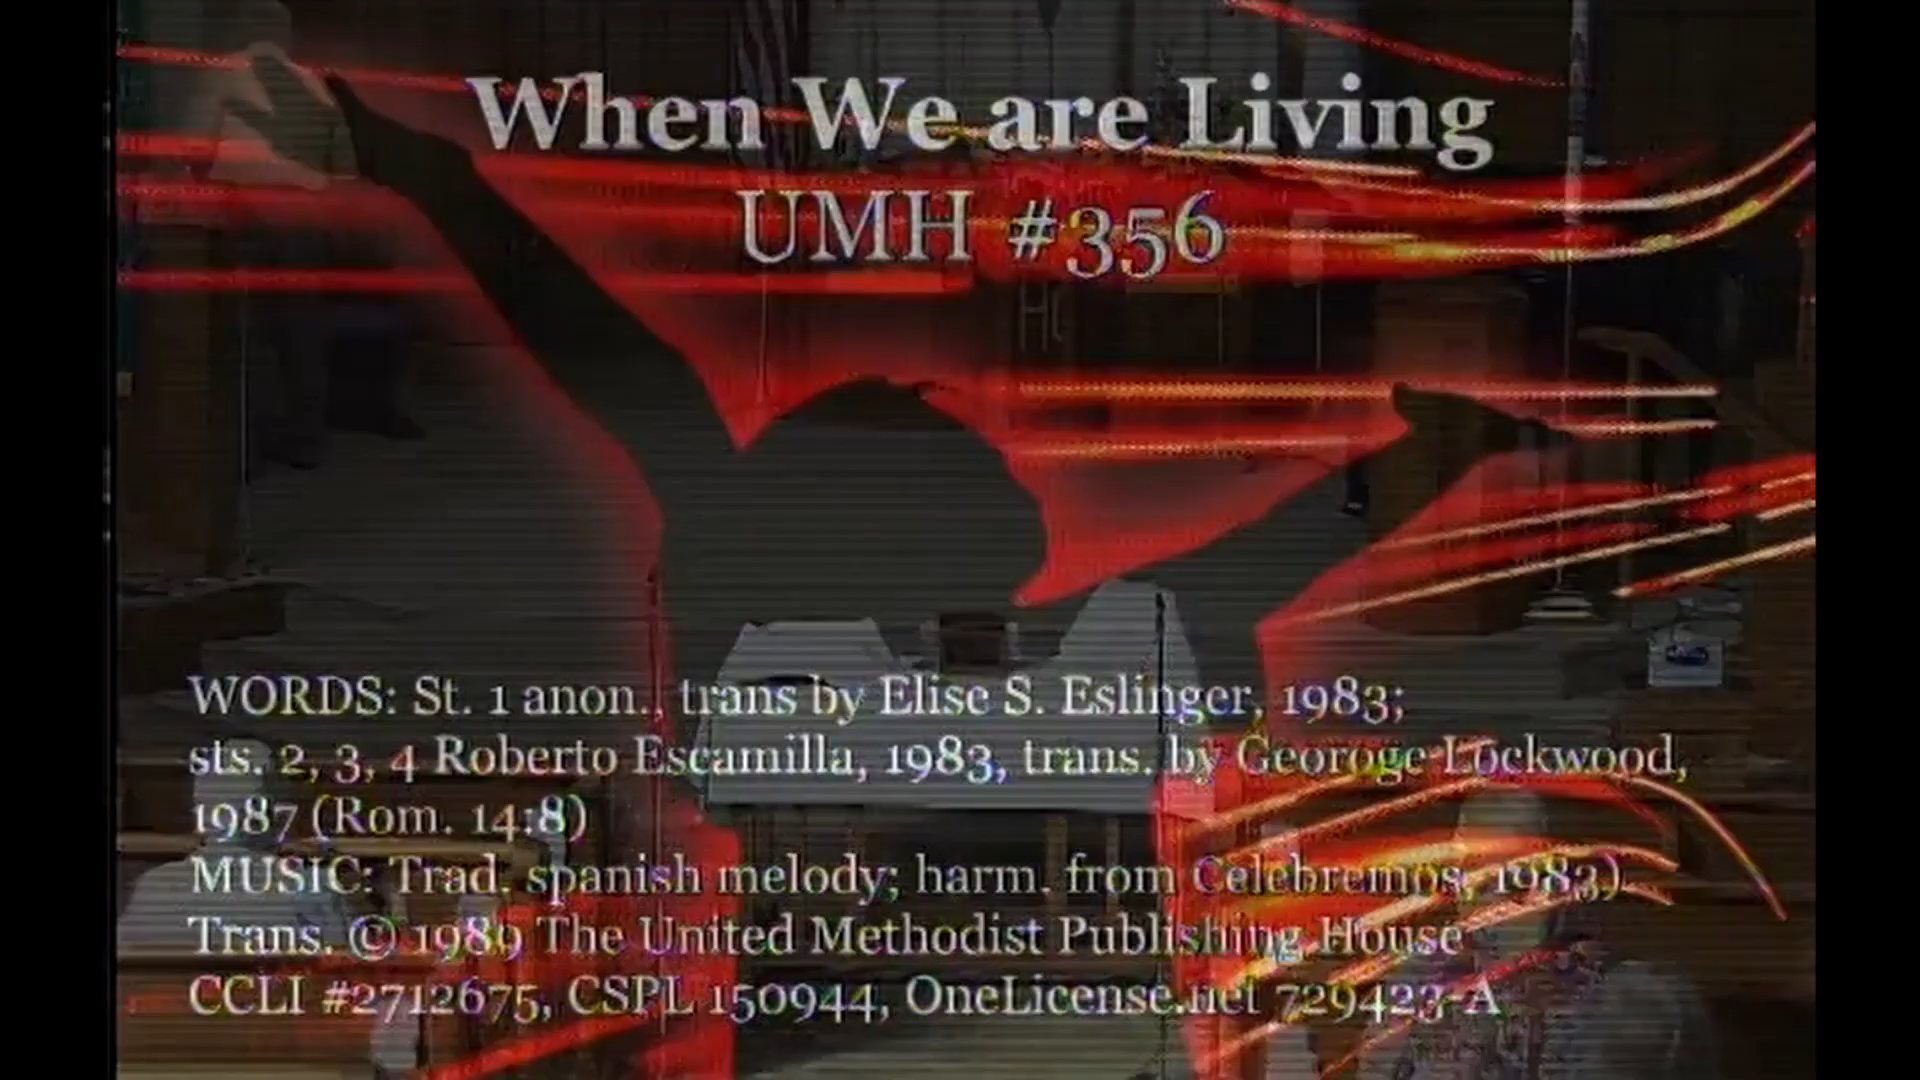 When We are Living
UMH #356
WORDS: St. 1 anon., trans by Elise S. Eslinger, 1983;
sts. 2, 3, 4 Roberto Escamilla, 1983, trans. by Georoge Lockwood,
1987 (Rom. 14:8)
MUSIC: Trad. spanish melody; harm. from Celebremos, 1983)
Trans. © 1989 The United Methodist Publishing House
CCLI #2712675, CSPL 150944, OneLicense.net 729423-A